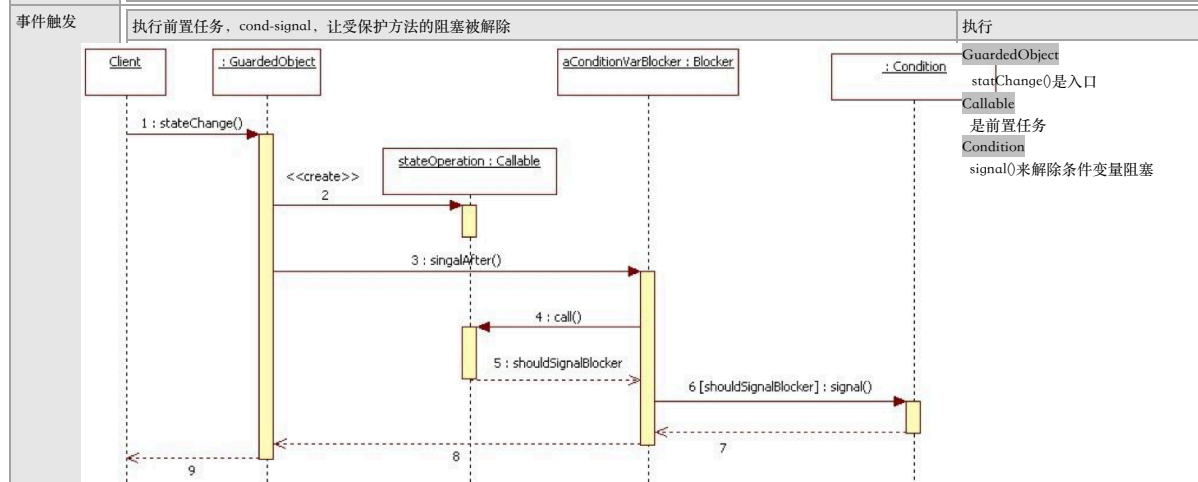 事件触发
执行前置任务，cond-signal，让受保护方法的阻塞被解除
执行
Client
: GuardedObject
aConditionVarBlocker : Blocker
: Condition
GuardedObject
statChange()是入口
Callable
是前置任务
Condition
signal()来解除条件变量阻塞
1 : stateChange()
stateOperation : Callable
<<create>>
2
3 : singalAfter()
4 : call()
5 : shouldSignalBlocker
6 [shouldSignalBlocker] : signal()
7
8
9